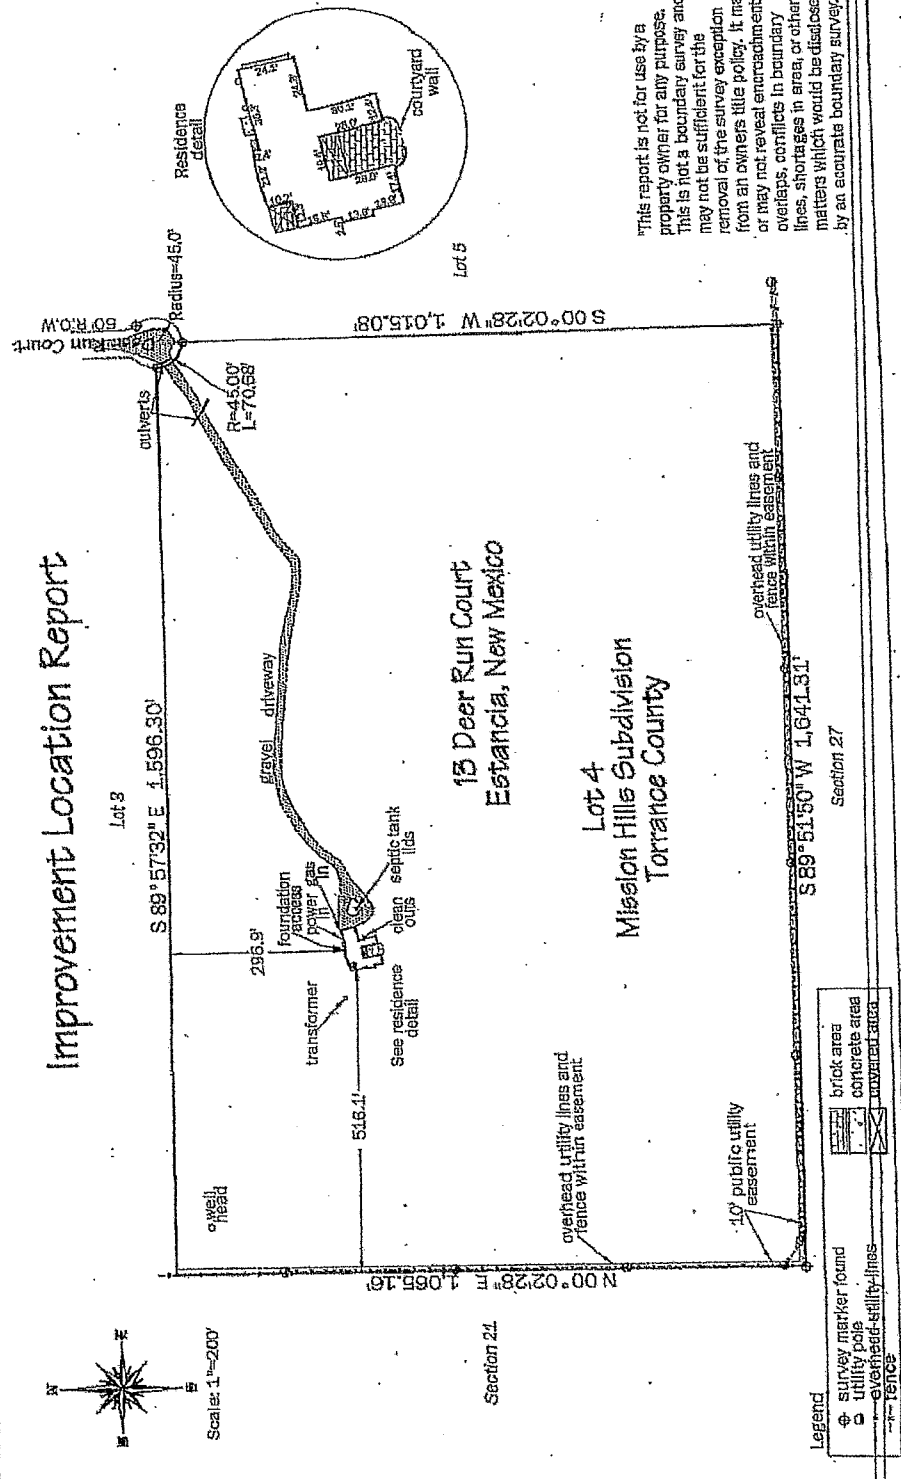 Improvement Location Report
Lot 3
S 89°57'32" E 1,596.30'
culverts
Court
50' R.O.W
Radius=45.0'
R=45.00'
L=70.68'
Residence
detail
courtyard
wall
Lot 5
S 00°02'28" W 1,015.08'
gravel driveway
296.9'
foundation
access
power
in
gas
in
septic tank
lids
clean
outs
transformer
See residence
detail
516.1'
well
head
13 Deer Run Court
Estancia, New Mexico
Lot 4
Mission Hills Subdivision
Torrance County
overhead utility lines and
fence within easement
overhead utility lines and
fence within easement
10' public utility
easement
N 00°02'28" E 1,065.16'
S 89°51'50" W 1,641.31'
Section 27
Section 21
N
Scale: 1"=200'
Legend
survey marker found
utility pole
overhead utility lines
fence
brick area
concrete area
covered area
"This report is not for use by a
property owner for any purpose.
This is not a boundary survey and
may not be sufficient for the
removal of the survey exception
from an owners title policy. It ma
or may not reveal encroachment
overlaps, conflicts in boundary
lines, shortages in area, or other
matters which would be disclose
by an accurate boundary survey.